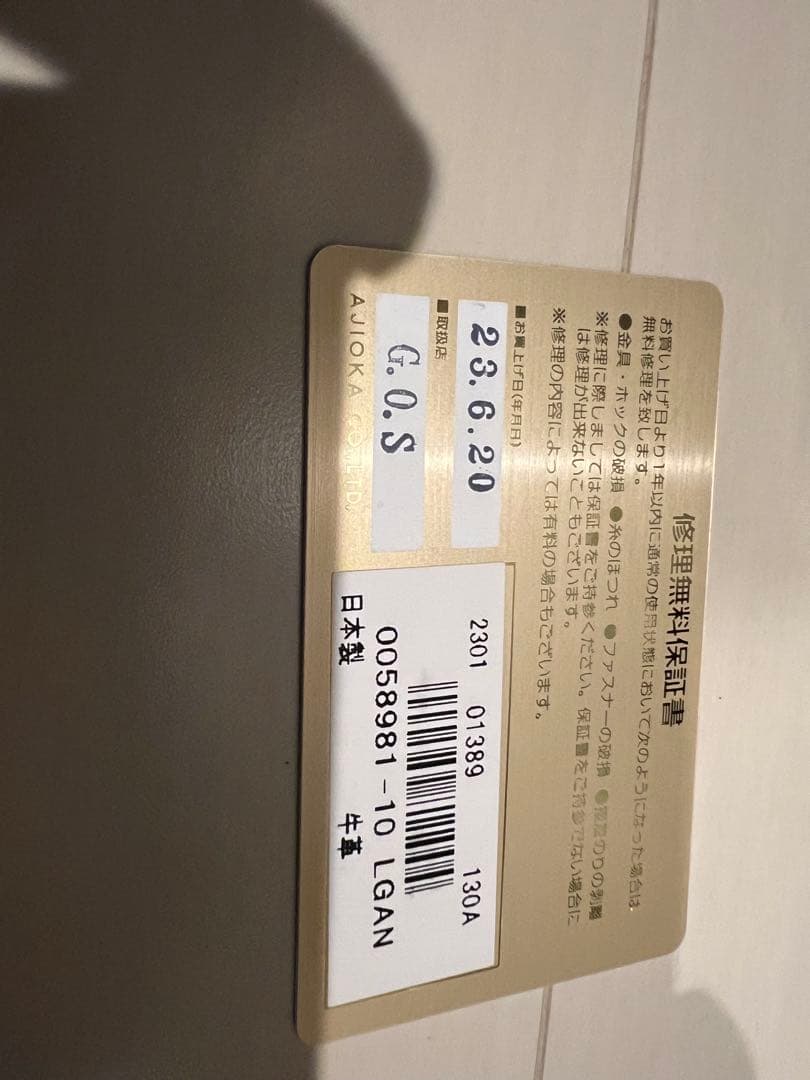 修理無料保証書
お買い上げ日より1年以内に通常の使用状態において次のようになった場合は
無料修理を致します。
●金具・ホックの破損 ●糸のほつれ ●ファスナーの破損 ●接着のりの剥離
※修理に際しましては保証書をご持参ください。保証書をご持参でない場合に
は修理が出来ないこともございます。
※修理の内容によっては有料の場合もございます。
■お買上げ日(年月日)
23.6.20
■取扱店
G.O.S
AJIOKA CO.,LTD.
2301 01389 130A
0058981-10 LGAN
日本製 牛革